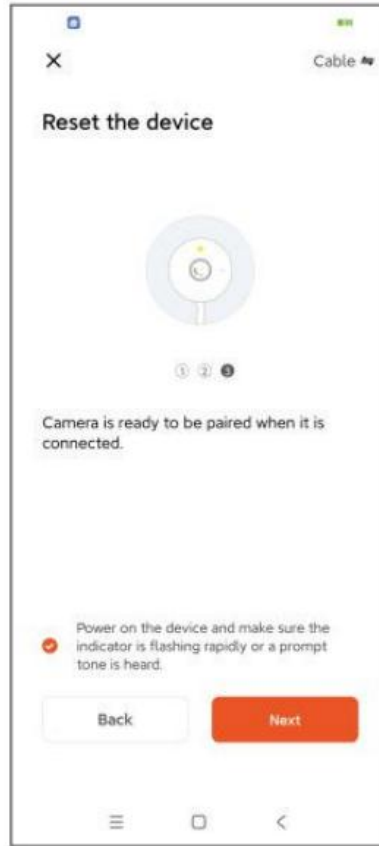 Cable
Reset the device
1 2 3
Camera is ready to be paired when it is
connected.
Power on the device and make sure the
indicator is flashing rapidly or a prompt
tone is heard.
Back Next